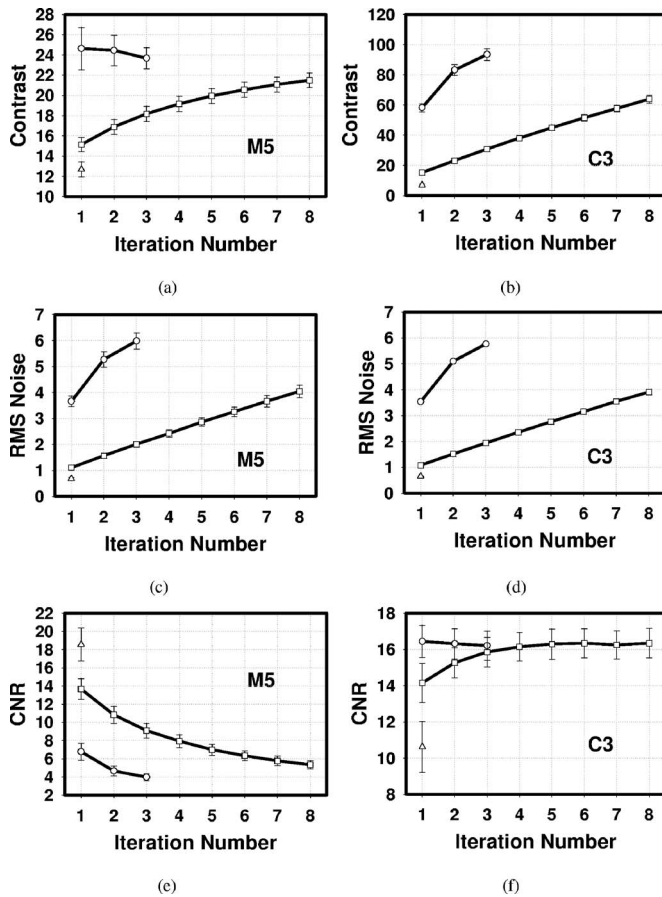 28
26
24
22
20
18
16
14
12
10
Contrast
M5
1 2 3 4 5 6 7 8
Iteration Number
(a)
120
100
80
60
40
20
0
Contrast
C3
1 2 3 4 5 6 7 8
Iteration Number
(b)
7
6
5
4
3
2
1
0
RMS Noise
M5
1 2 3 4 5 6 7 8
Iteration Number
(c)
7
6
5
4
3
2
1
0
RMS Noise
C3
1 2 3 4 5 6 7 8
Iteration Number
(d)
22
20
18
16
14
12
10
8
6
4
2
CNR
M5
1 2 3 4 5 6 7 8
Iteration Number
(e)
18
16
14
12
10
8
CNR
C3
1 2 3 4 5 6 7 8
Iteration Number
(f)